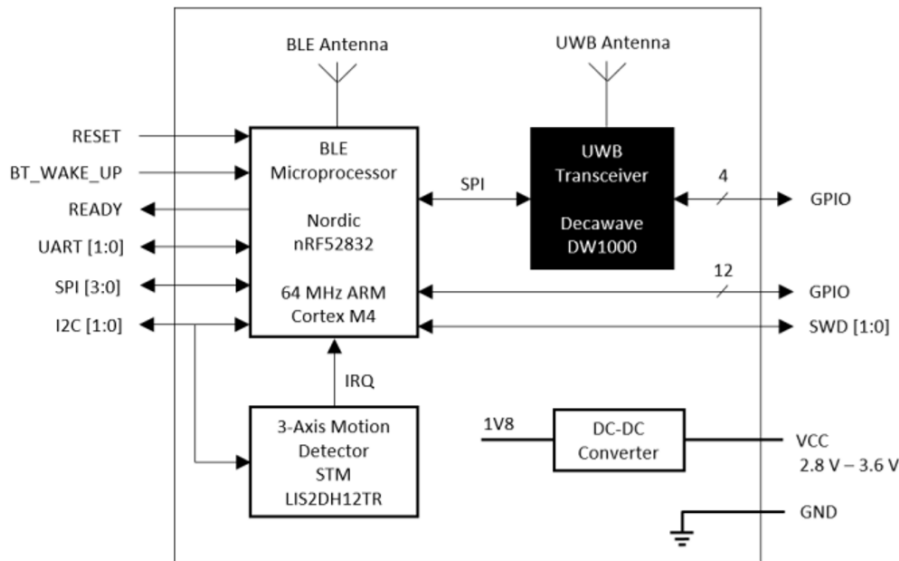 BLE Antenna
UWB Antenna
RESET
BT_WAKE_UP
READY
UART [1:0]
SPI [3:0]
I2C [1:0]
BLE
Microprocessor
Nordic
nRF52832
64 MHz ARM
Cortex M4
SPI
UWB
Transceiver
Decawave
DW1000
4
GPIO
12
GPIO
SWD [1:0]
IRQ
3-Axis Motion
Detector
STM
LIS2DH12TR
1V8
DC-DC
Converter
VCC
2.8 V – 3.6 V
GND